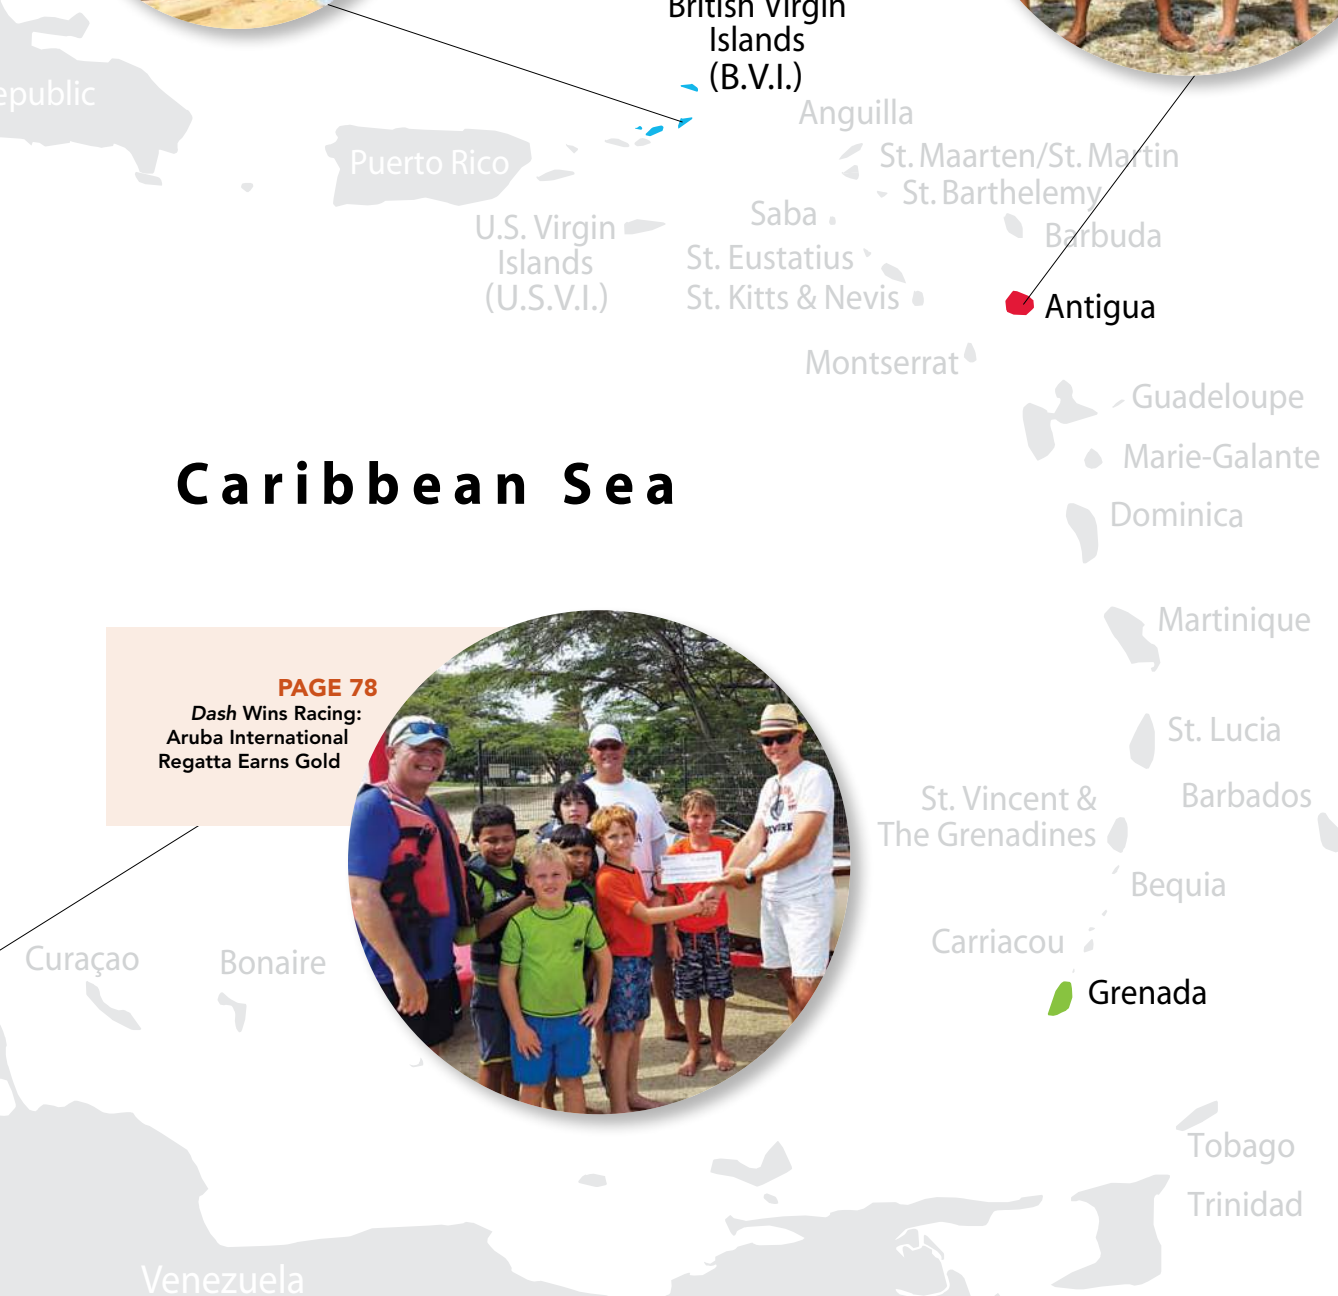 British Virgin
Islands
(B.V.I.)
epublic
Puerto Rico
Anguilla
St. Maarten/St. Martin
St. Barthelemy
Saba
Barbuda
U.S. Virgin
Islands
(U.S.V.I.)
St. Eustatius
St. Kitts & Nevis
Antigua
Montserrat
Guadeloupe
Marie-Galante
Caribbean Sea
Dominica
Martinique
PAGE 78
Dash Wins Racing:
Aruba International
Regatta Earns Gold
St. Lucia
St. Vincent &
The Grenadines
Barbados
Bequia
Carriacou
Curaçao
Bonaire
Grenada
Tobago
Trinidad
Venezuela